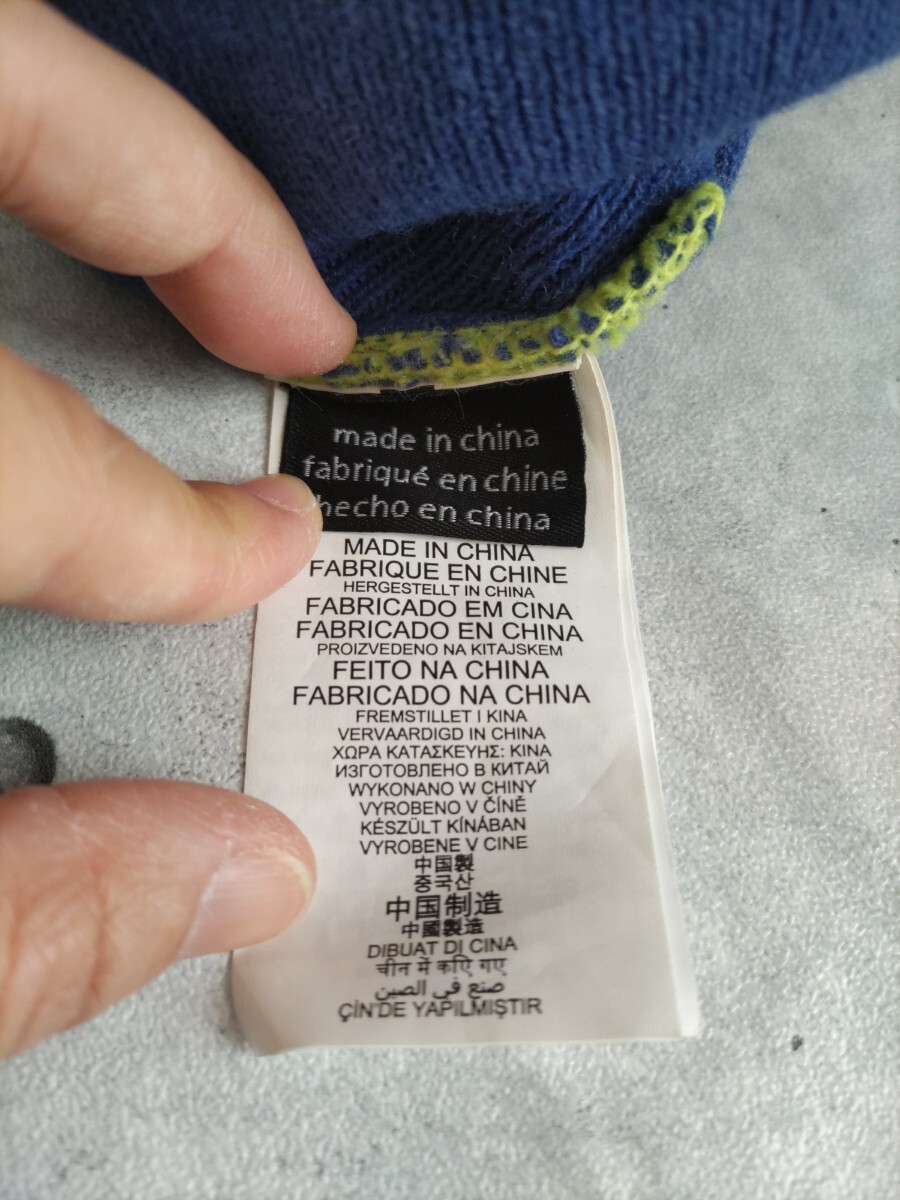 made in china
fabriqué en chine
hecho en china
MADE IN CHINA
FABRIQUE EN CHINE
HERGESTELLT IN CHINA
FABRICADO EM CINA
FABRICADO EN CHINA
PROIZVEDENO NA KITAJSKEM
FEITO NA CHINA
FABRICADO NA CHINA
FREMSTILLET I KINA
VERVAARDIGD IN CHINA
ΧΩΡΑ ΚΑΤΑΣΚΕΥΗΣ: ΚΙΝΑ
ИЗГОТОВЛЕНО В КИТАЙ
WYKONANO W CHINY
VYROBENO V ČÍNĚ
KÉSZÜLT KÍNÁBAN
VYROBENE V CINE
中国製
중국산
中国制造
中國製造
DIBUAT DI CINA
चीन में कएि गए
صنع في الصين
ÇİN'DE YAPILMIŞTIR